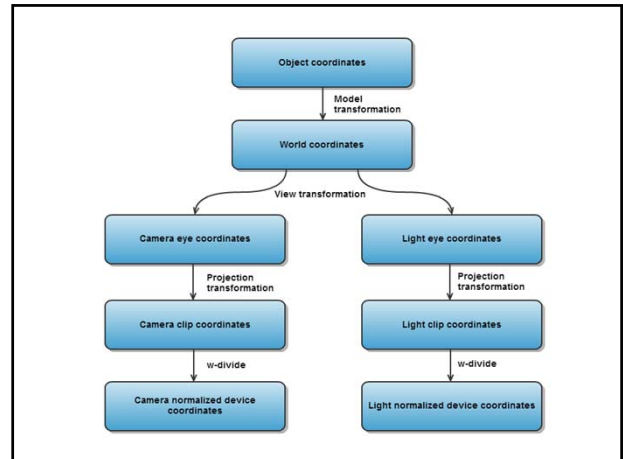 Object coordinates
Model
transformation
World coordinates
View transformation
Camera eye coordinates
Light eye coordinates
Projection
transformation
Projection
transformation
Camera clip coordinates
Light clip coordinates
w-divide
w-divide
Camera normalized device
coordinates
Light normalized device coordinates